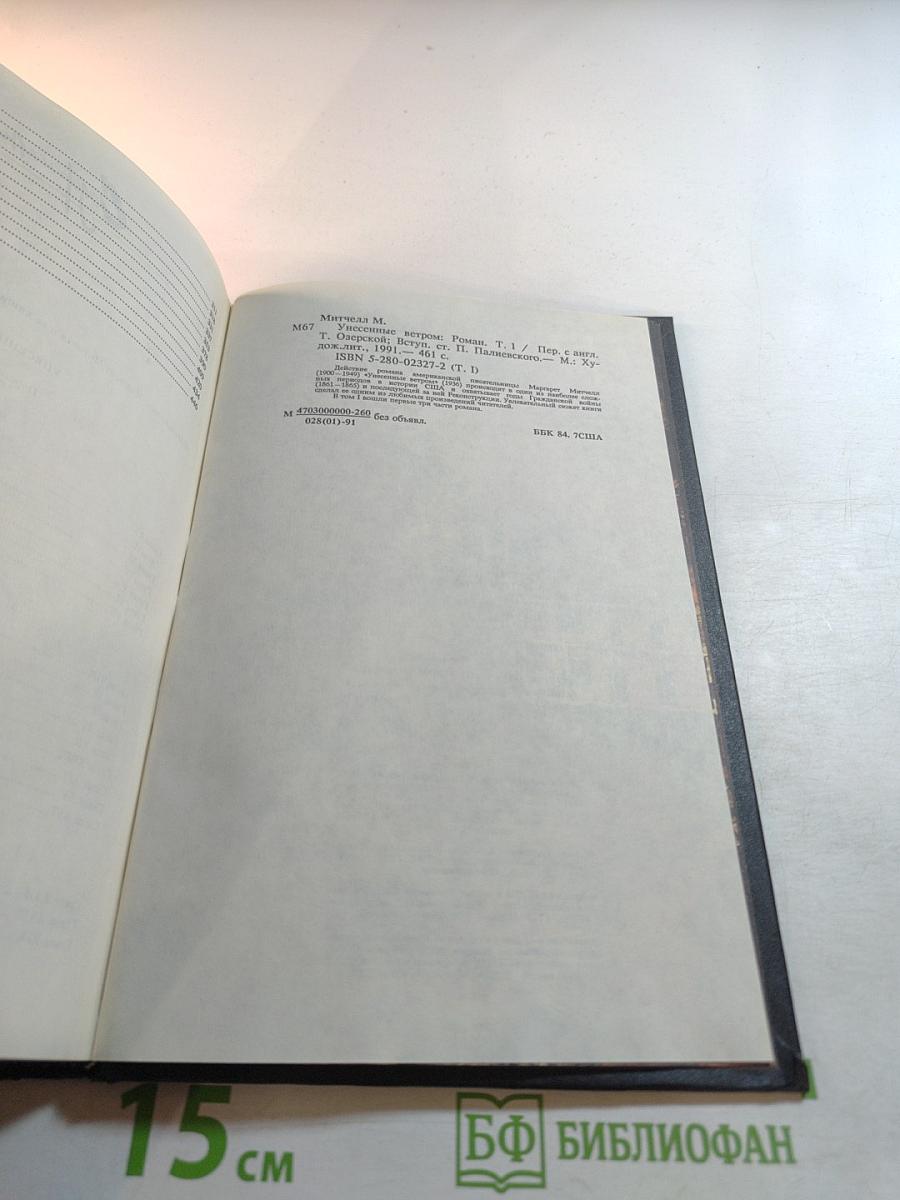 Митчелл М.
М67 Унесенные ветром: Роман. Т. 1 / Пер. с англ.
Т. Озерской; Вступ. ст. П. Палиевского.— М.: Ху-
дож.лит., 1991.— 461 с.
ISBN 5-280-02327-2 (Т. I)
Действие романа американской писательницы Маргарет Митчелл
(1900—1949) «Унесенные ветром» (1936) происходит в один из наиболее слож-
ных периодов в истории США и охватывает годы Гражданской войны
(1861—1865) и последующей за ней Реконструкции. Увлекательный сюжет книги
сделал ее одним из любимых произведений читателей.
В том I вошли первые три части романа.
М 4703000000-260 без объявл.
028(01)-91
ББК 84. 7США
15 см
БФ БИБЛИОФАН